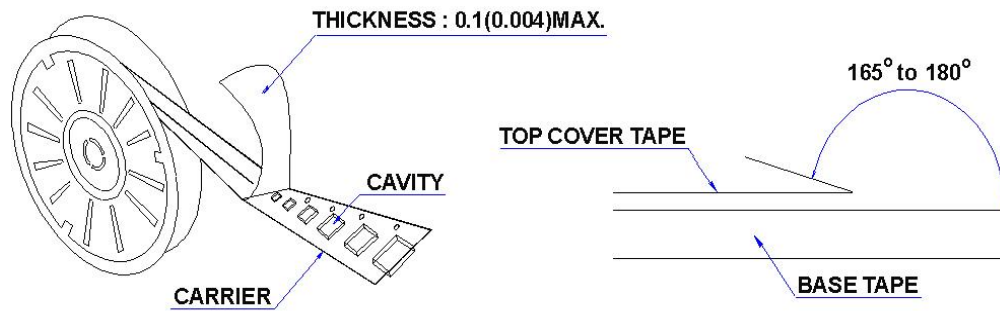 THICKNESS : 0.1(0.004)MAX.
165° to 180°
TOP COVER TAPE
CAVITY
CARRIER
BASE TAPE